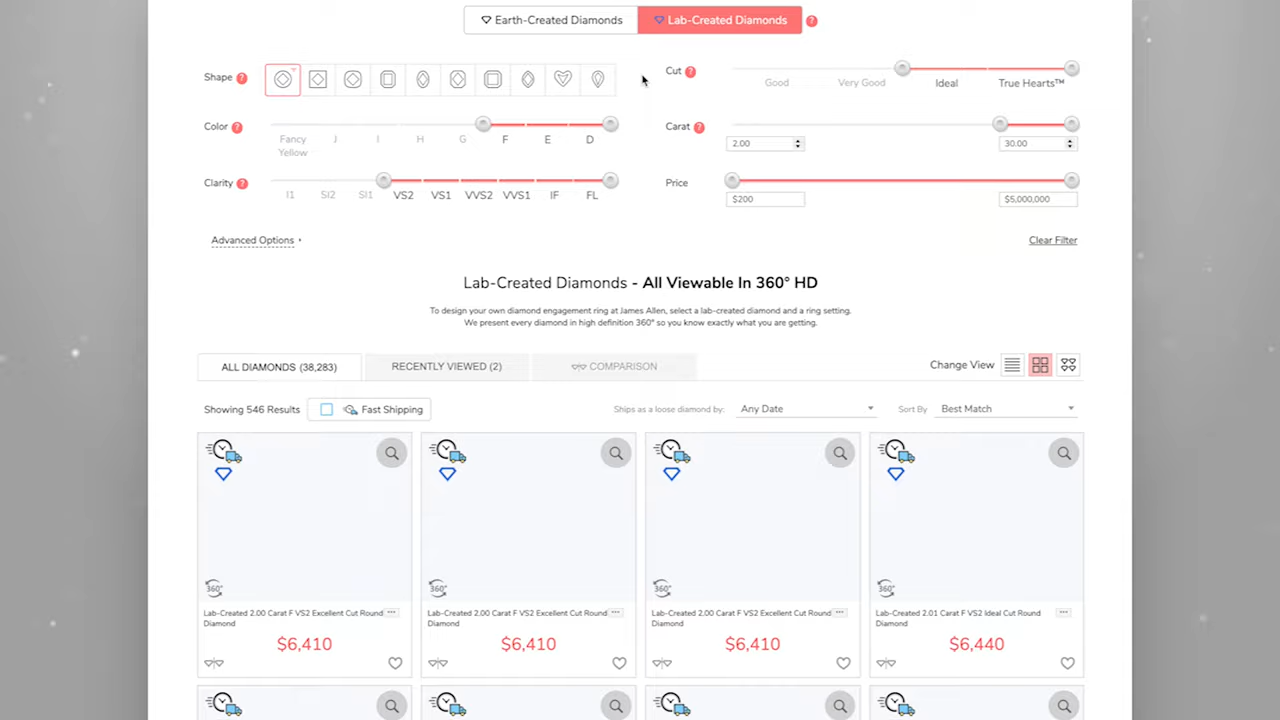 Earth-Created Diamonds Lab-Created Diamonds ?
Shape ?
Cut ?
Good Very Good Ideal True Hearts™
Color ?
Fancy Yellow J I H G F E D
Carat ?
2.00 30.00
Clarity ?
I1 SI2 SI1 VS2 VS1 VVS2 VVS1 IF FL
Price
$200 $5,000,000
Advanced Options
Clear Filter
Lab-Created Diamonds - All Viewable In 360° HD
To design your own diamond engagement ring at James Allen, select a lab-created diamond and a ring setting.
We present every diamond in high definition 360° so you know exactly what you are getting.
ALL DIAMONDS (38,283) RECENTLY VIEWED (2) COMPARISON Change View
Showing 546 Results Fast Shipping Ships as a loose diamond by: Any Date Sort By Best Match
360° 360° 360° 360°
Lab-Created 2.00 Carat F VS2 Excellent Cut Round ...
Diamond
$6,410
Lab-Created 2.00 Carat F VS2 Excellent Cut Round ...
Diamond
$6,410
Lab-Created 2.00 Carat F VS2 Excellent Cut Round ...
Diamond
$6,410
Lab-Created 2.01 Carat F VS2 Ideal Cut Round ...
Diamond
$6,440